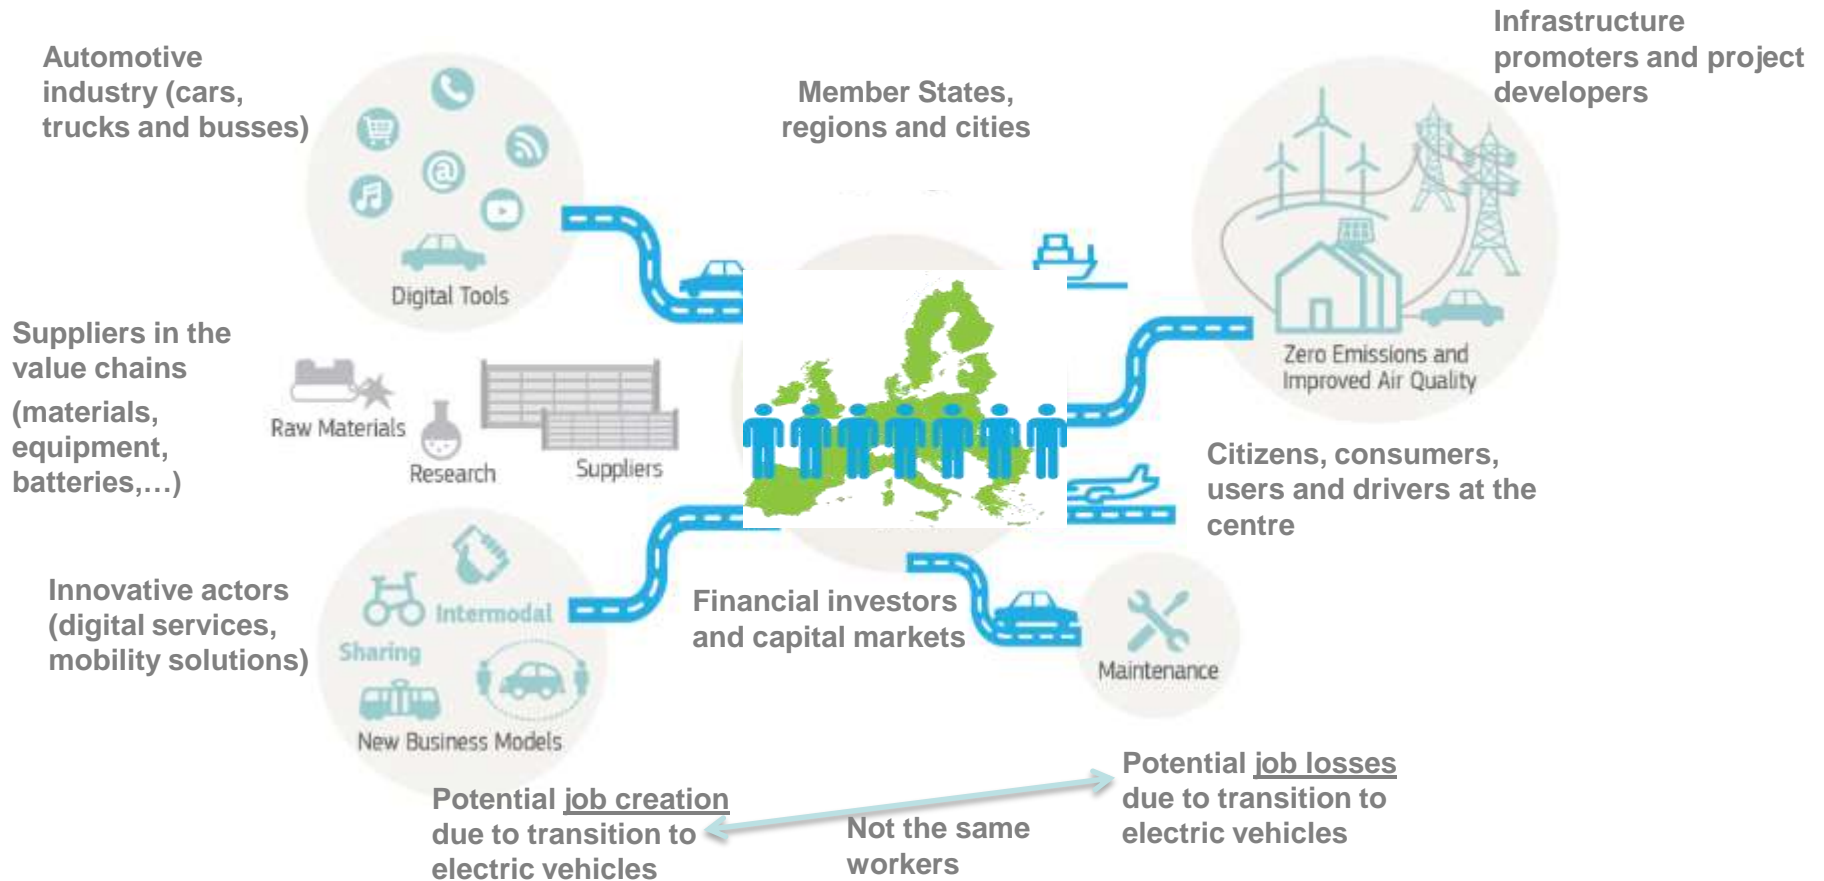 Automotive
industry (cars,
trucks and busses)
Digital Tools
Member States,
regions and cities
Infrastructure
promoters and project
developers
Zero Emissions and
Improved Air Quality
Suppliers in the
value chains
(materials,
equipment,
batteries,...)
Raw Materials
Research
Suppliers
Citizens, consumers,
users and drivers at the
centre
Innovative actors
(digital services,
mobility solutions)
@
Intermodal
Sharing
New Business Models
Financial investors
and capital markets
Maintenance
Potential job creation
due to transition to
electric vehicles
Not the same
workers
Potential job losses
due to transition to
electric vehicles